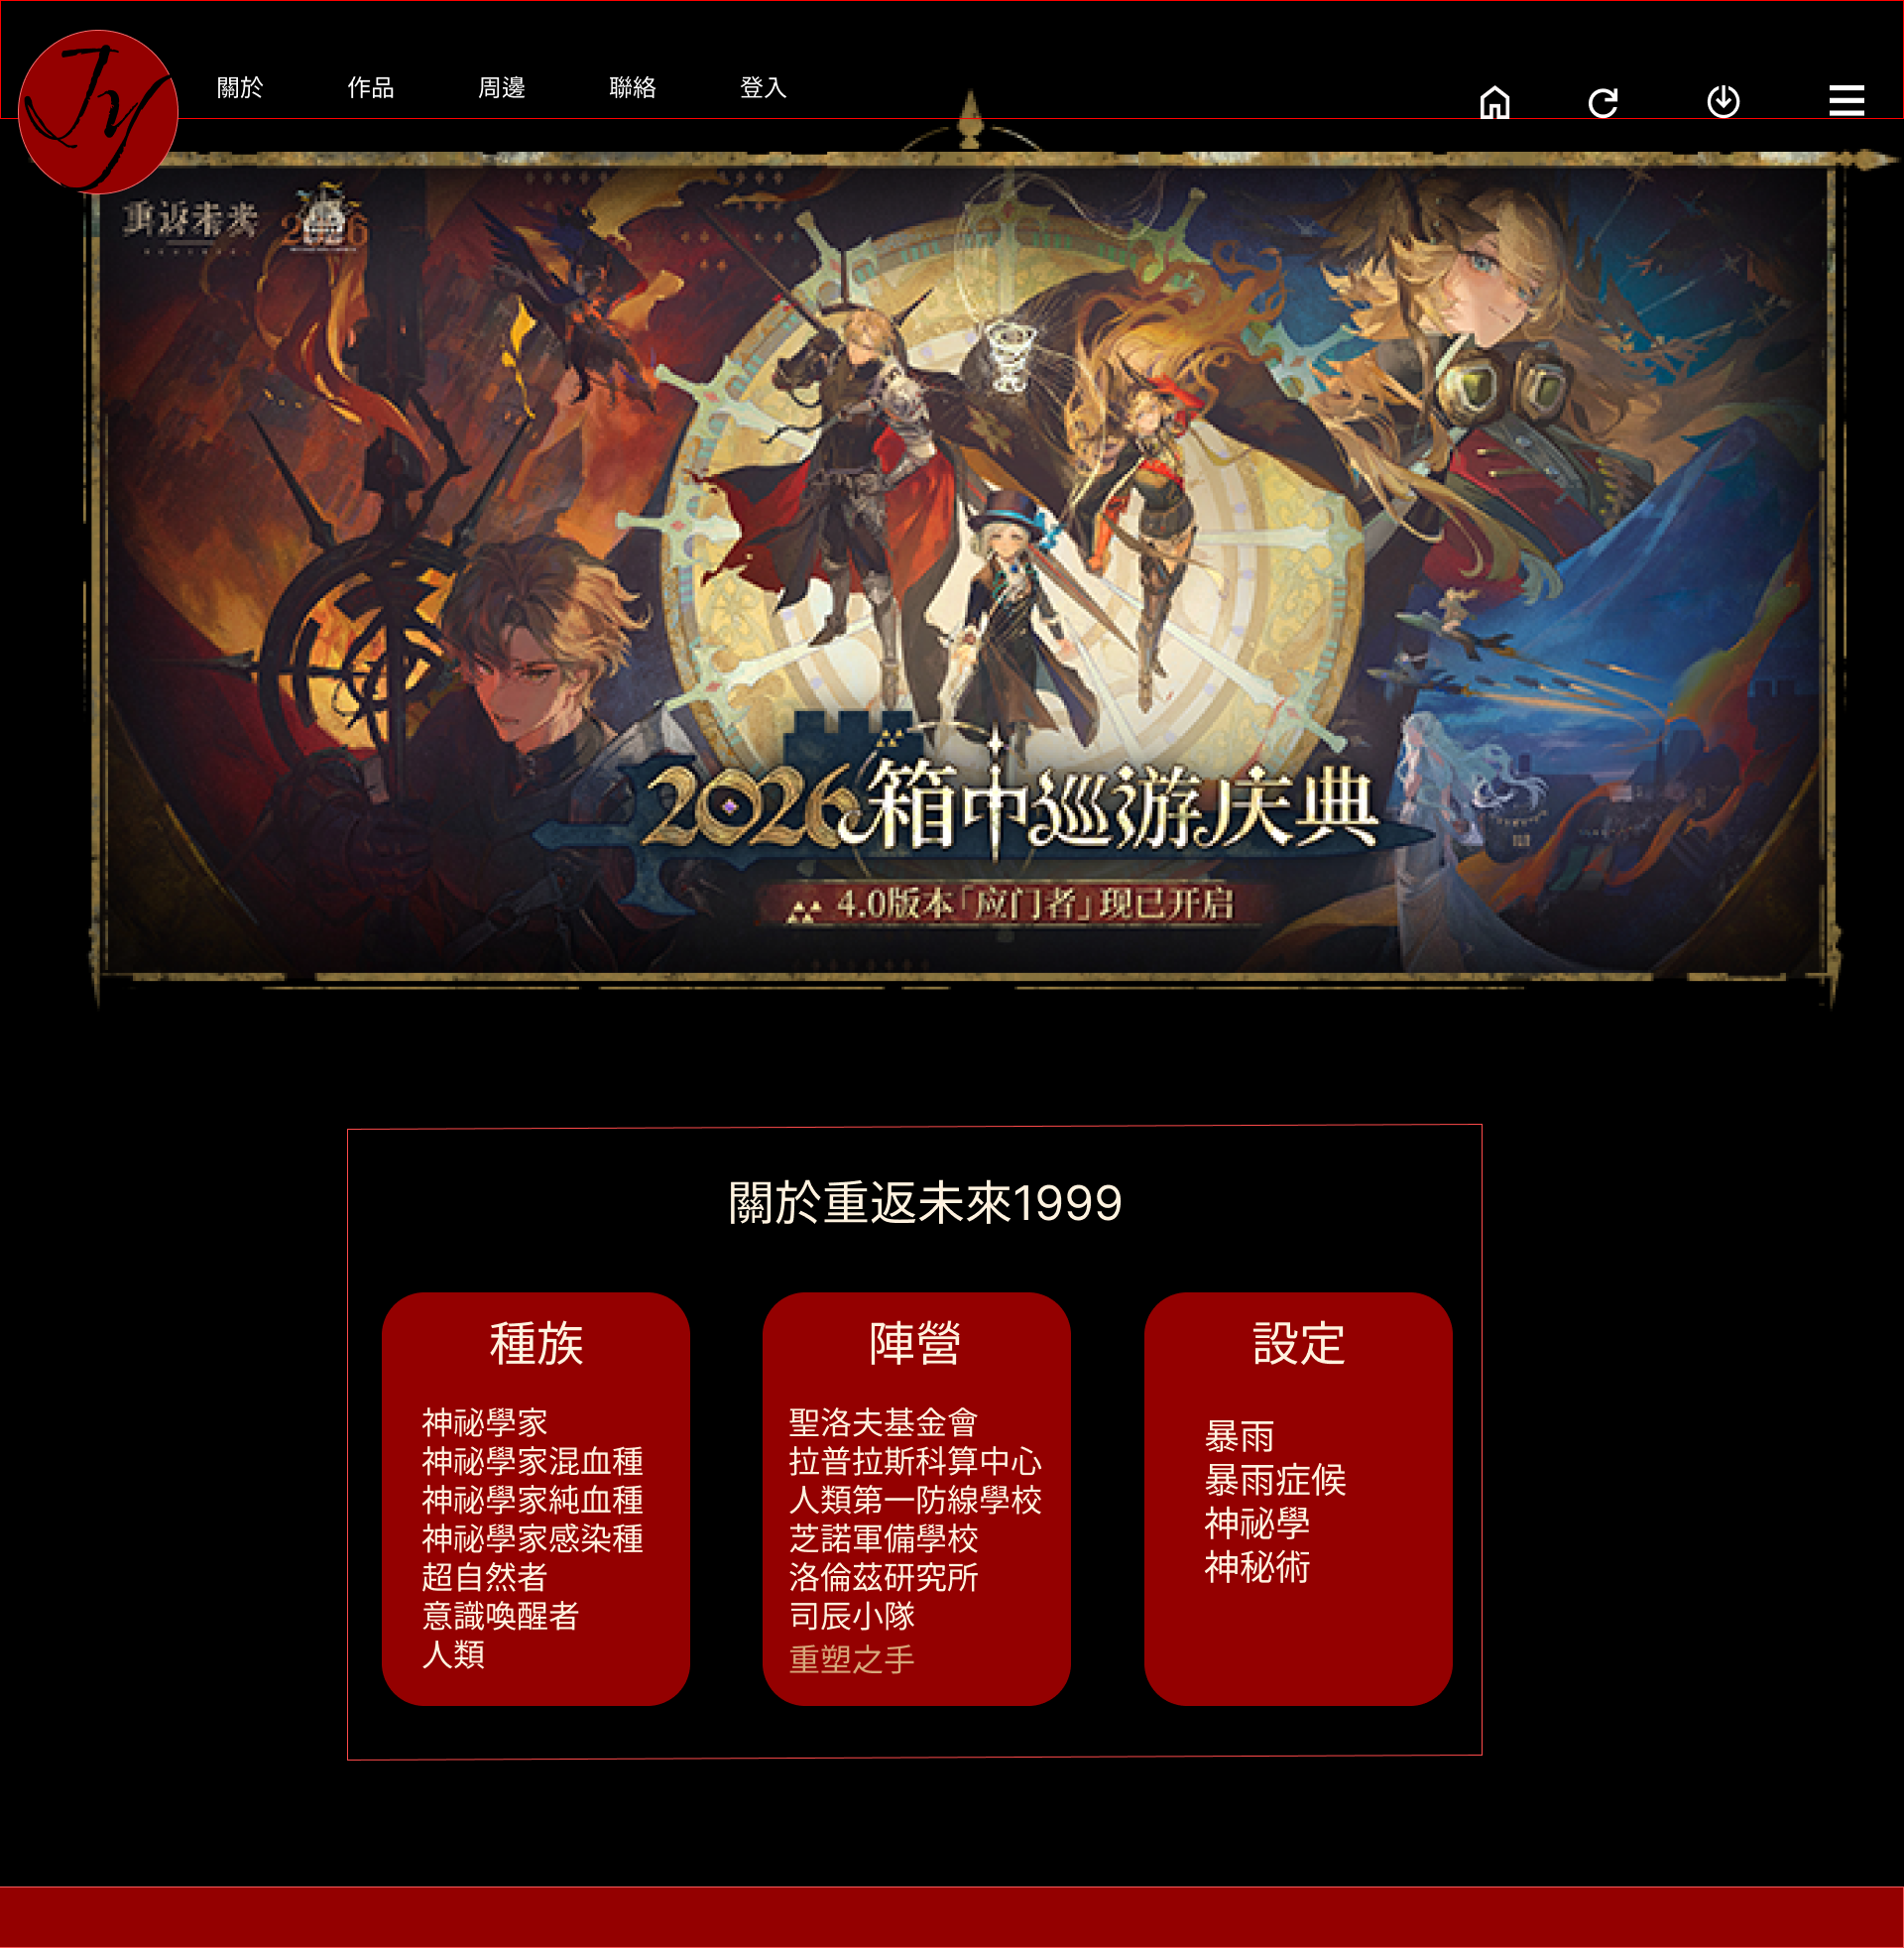 Jy
關於
作品
周邊
聯絡
登入
重返未来
2026
2026箱中巡游庆典
4.0版本「应门者」现已开启
關於重返未來1999
種族
神祕學家
神祕學家混血種
神祕學家純血種
神祕學家感染種
超自然者
意識喚醒者
人類
陣營
聖洛夫基金會
拉普拉斯科算中心
人類第一防線學校
芝諾軍備學校
洛倫茲研究所
司辰小隊
重塑之手
設定
暴雨
暴雨症候
神祕學
神秘術